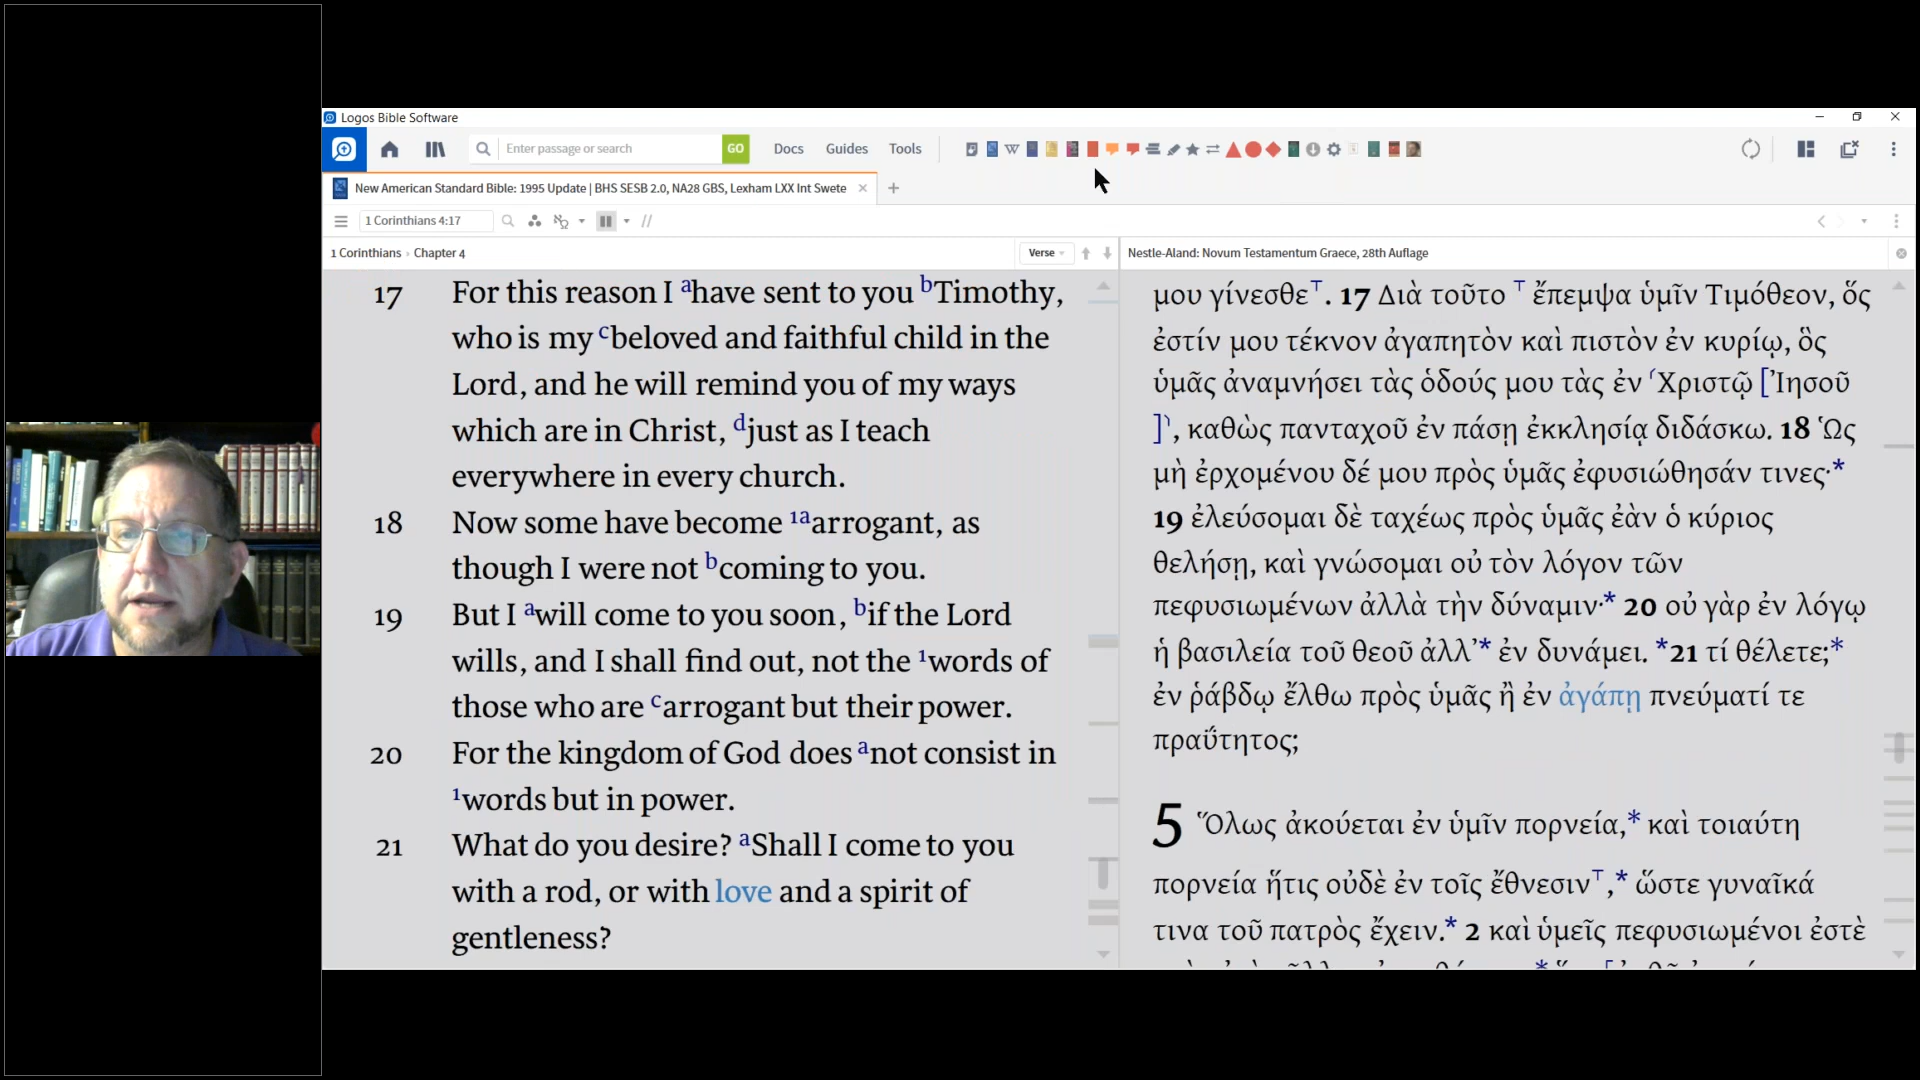 Logos Bible Software
Enter passage or search
GO
Docs
Guides
Tools
New American Standard Bible: 1995 Update | BHS SESB 2.0, NA28 GBS, Lexham LXX Int Swete
1 Corinthians 4:17
1 Corinthians › Chapter 4
Verse
17 For this reason I ᵃhave sent to you ᵇTimothy,
who is my ᶜbeloved and faithful child in the
Lord, and he will remind you of my ways
which are in Christ, ᵈjust as I teach
everywhere in every church.
18 Now some have become ¹ᵃarrogant, as
though I were not ᵇcoming to you.
19 But I ᵃwill come to you soon, ᵇif the Lord
wills, and I shall find out, not the ¹words of
those who are ᶜarrogant but their power.
20 For the kingdom of God does ᵃnot consist in
¹words but in power.
21 What do you desire? ᵃShall I come to you
with a rod, or with love and a spirit of
gentleness?
Nestle-Aland: Novum Testamentum Graece, 28th Auflage
μου γίνεσθε⸆. 17 Διὰ τοῦτο ⸆ ἔπεμψα ὑμῖν Τιμόθεον, ὅς
ἐστίν μου τέκνον ἀγαπητὸν καὶ πιστὸν ἐν κυρίῳ, ὃς
ὑμᾶς ἀναμνήσει τὰς ὁδούς μου τὰς ἐν ⸂Χριστῷ [Ἰησοῦ
]⸃, καθὼς πανταχοῦ ἐν πάσῃ ἐκκλησίᾳ διδάσκω. 18 Ὡς
μὴ ἐρχομένου δέ μου πρὸς ὑμᾶς ἐφυσιώθησάν τινες·*
19 ἐλεύσομαι δὲ ταχέως πρὸς ὑμᾶς ἐὰν ὁ κύριος
θελήσῃ, καὶ γνώσομαι οὐ τὸν λόγον τῶν
πεφυσιωμένων ἀλλὰ τὴν δύναμιν·* 20 οὐ γὰρ ἐν λόγῳ
ἡ βασιλεία τοῦ θεοῦ ἀλλ’* ἐν δυνάμει. *21 τί θέλετε;*
ἐν ῥάβδῳ ἔλθω πρὸς ὑμᾶς ἢ ἐν ἀγάπῃ πνεύματί τε
πραΰτητος;
5 Ὅλως ἀκούεται ἐν ὑμῖν πορνεία,* καὶ τοιαύτη
πορνεία ἥτις οὐδὲ ἐν τοῖς ἔθνεσιν⸆,* ὥστε γυναῖκά
τινα τοῦ πατρὸς ἔχειν.* 2 καὶ ὑμεῖς πεφυσιωμένοι ἐστὲ